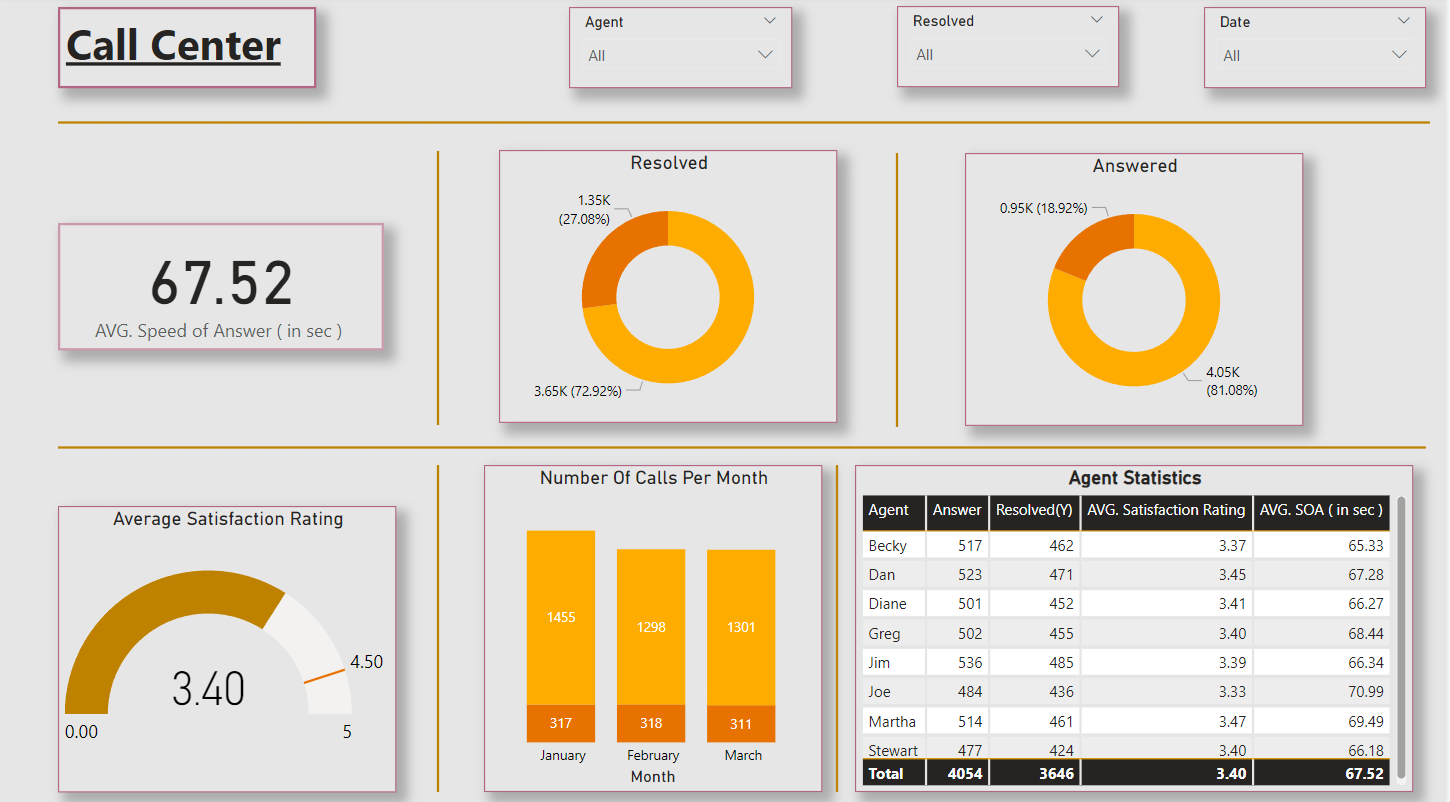 Call Center
Agent
All
Resolved
All
Date
All
67.52
AVG. Speed of Answer ( in sec )
Resolved
1.35K
(27.08%)
3.65K (72.92%)
Answered
0.95K (18.92%)
4.05K
(81.08%)
Average Satisfaction Rating
4.50
3.40
0.00
5
Number Of Calls Per Month
1455 1298 1301
317 318 311
January February March
Month
Agent Statistics
Agent Answer Resolved(Y) AVG. Satisfaction Rating AVG. SOA ( in sec )
Becky 517 462 3.37 65.33
Dan 523 471 3.45 67.28
Diane 501 452 3.41 66.27
Greg 502 455 3.40 68.44
Jim 536 485 3.39 66.34
Joe 484 436 3.33 70.99
Martha 514 461 3.47 69.49
Stewart 477 424 3.40 66.18
Total 4054 3646 3.40 67.52